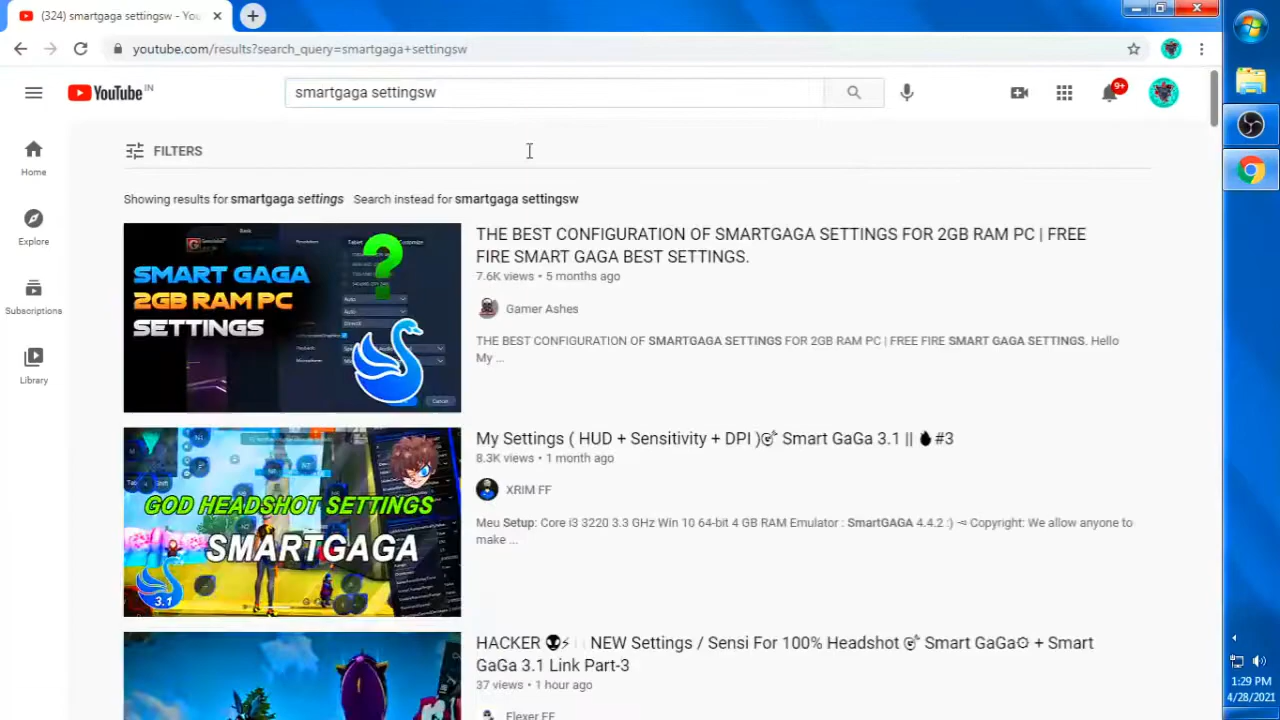 (324) smartgaga settingsw - You
youtube.com/results?search_query=smartgaga+settingsw
YouTube IN
smartgaga settingsw
9+
Home
Explore
Subscriptions
Library
FILTERS
Showing results for smartgaga settings Search instead for smartgaga settingsw
SMART GAGA
2GB RAM PC
SETTINGS
?
Auto
Auto
THE BEST CONFIGURATION OF SMARTGAGA SETTINGS FOR 2GB RAM PC | FREE
FIRE SMART GAGA BEST SETTINGS.
7.6K views • 5 months ago
Gamer Ashes
THE BEST CONFIGURATION OF SMARTGAGA SETTINGS FOR 2GB RAM PC | FREE FIRE SMART GAGA SETTINGS. Hello
My ...
GOD HEADSHOT SETTINGS
SMARTGAGA
3.1
My Settings ( HUD + Sensitivity + DPI ) Smart GaGa 3.1 || #3
8.3K views • 1 month ago
XRIM FF
Meu Setup: Core i3 3220 3.3 GHz Win 10 64-bit 4 GB RAM Emulator : SmartGAGA 4.4.2 :) Copyright: We allow anyone to
make ...
HACKER NEW Settings / Sensi For 100% Headshot Smart GaGa + Smart
GaGa 3.1 Link Part-3
37 views • 1 hour ago
Flexer FF
1:29 PM
4/28/2021